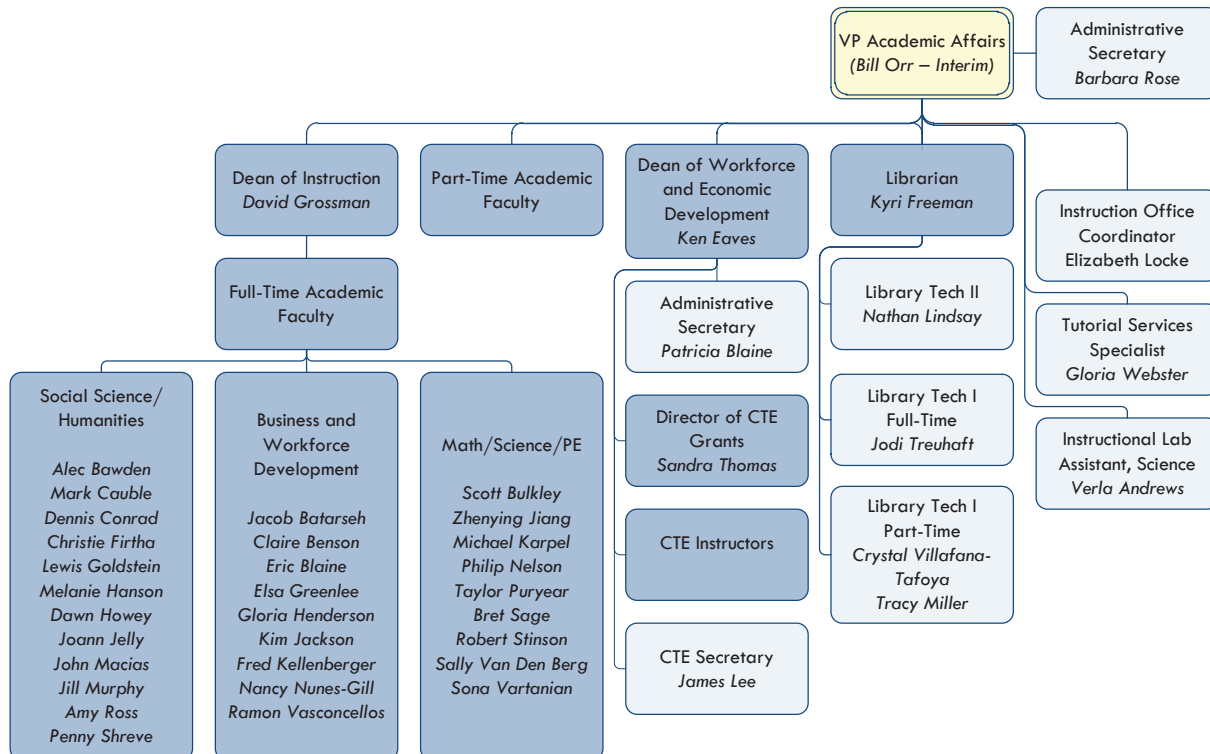 VP Academic Affairs
(Bill Orr – Interim)
Administrative
Secretary
Barbara Rose
Dean of Instruction
David Grossman
Part-Time Academic
Faculty
Dean of Workforce
and Economic
Development
Ken Eaves
Librarian
Kyri Freeman
Instruction Office
Coordinator
Elizabeth Locke
Full-Time Academic
Faculty
Administrative
Secretary
Patricia Blaine
Library Tech II
Nathan Lindsay
Tutorial Services
Specialist
Gloria Webster
Social Science/
Humanities
Alec Bawden
Mark Cauble
Dennis Conrad
Christie Firtha
Lewis Goldstein
Melanie Hanson
Dawn Howey
Joann Jelly
John Macias
Jill Murphy
Amy Ross
Penny Shreve
Business and
Workforce
Development
Jacob Batarseh
Claire Benson
Eric Blaine
Elsa Greenlee
Gloria Henderson
Kim Jackson
Fred Kellenberger
Nancy Nunes-Gill
Ramon Vasconcellos
Math/Science/PE
Scott Bulkley
Zhenying Jiang
Michael Karpel
Philip Nelson
Taylor Puryear
Bret Sage
Robert Stinson
Sally Van Den Berg
Sona Vartanian
Director of CTE
Grants
Sandra Thomas
Library Tech I
Full-Time
Jodi Treuhaft
Instructional Lab
Assistant, Science
Verla Andrews
CTE Instructors
Library Tech I
Part-Time
Crystal Villafana-
Tafoya
Tracy Miller
CTE Secretary
James Lee